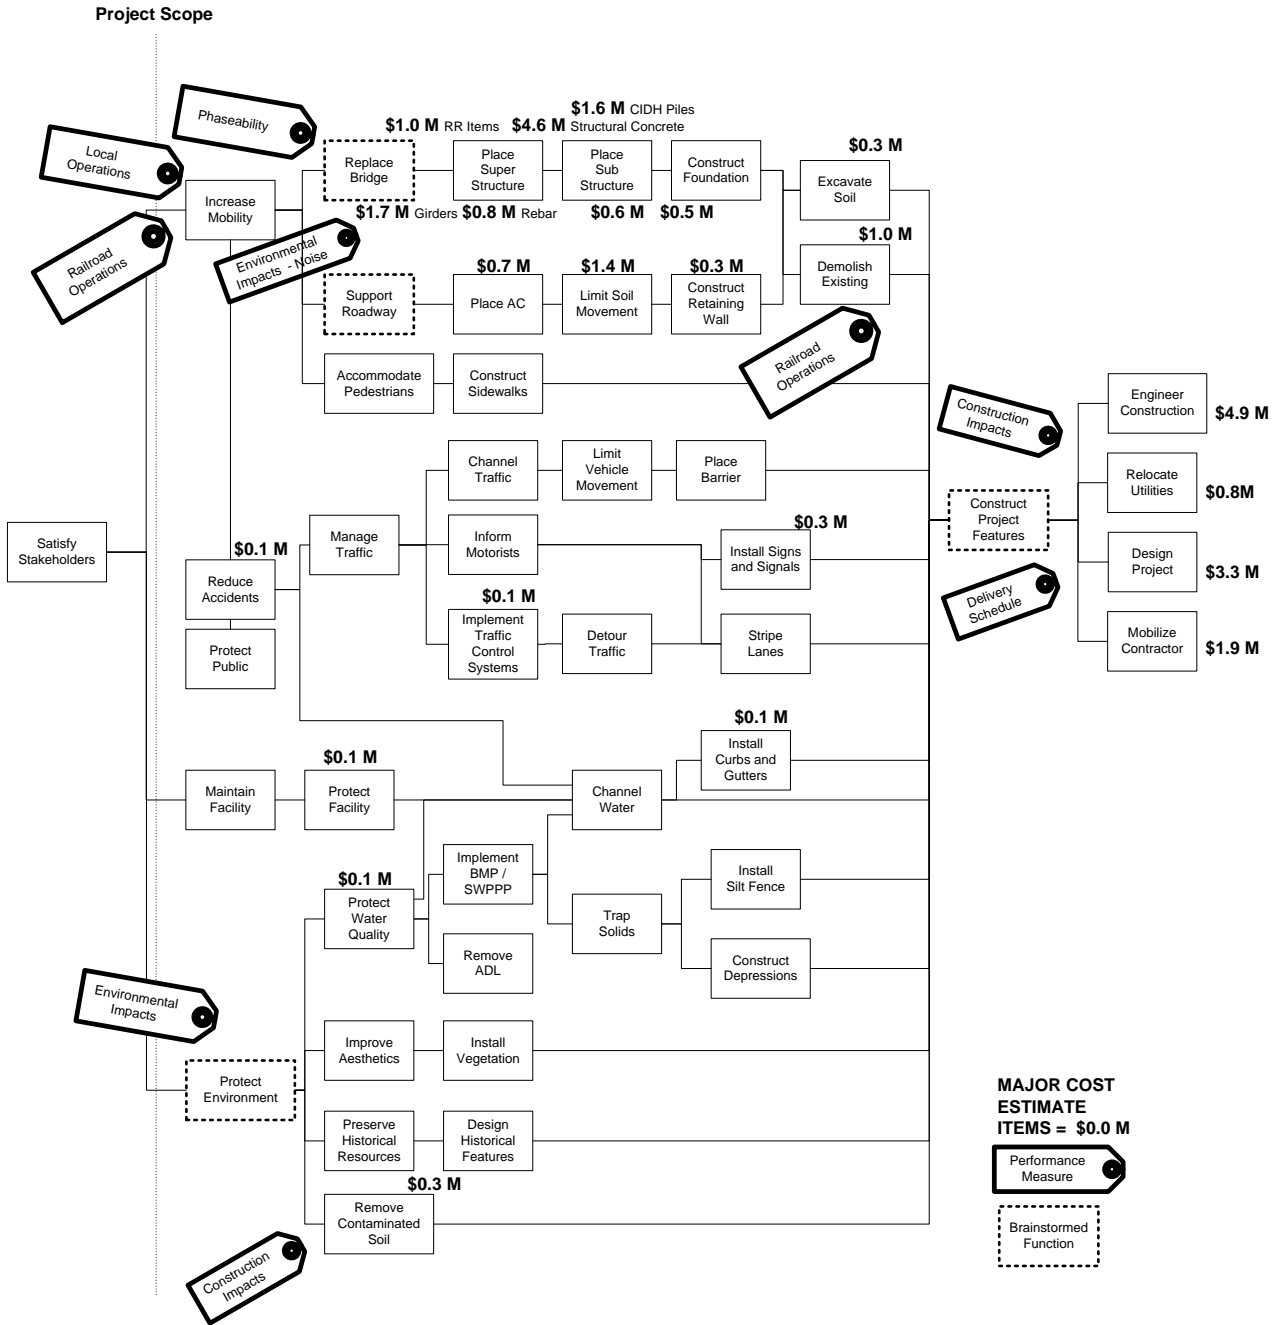 Project Scope
Phaseability
Local
Operations
Railroad
Operations
$1.6 M CIDH Piles
$1.0 M RR Items
$4.6 M Structural Concrete
Replace
Bridge
Place
Super
Structure
Place
Sub
Structure
Construct
Foundation
$0.3 M
Excavate
Soil
Increase
Mobility
$1.7 M Girders
$0.8 M Rebar
$0.6 M
$0.5 M
Environmental
Impacts - Noise
$1.0 M
Demolish
Existing
Support
Roadway
$0.7 M
Place AC
$1.4 M
Limit Soil
Movement
$0.3 M
Construct
Retaining
Wall
Railroad
Operations
Accommodate
Pedestrians
Construct
Sidewalks
Construction
Impacts
Engineer
Construction
$4.9 M
Channel
Traffic
Limit
Vehicle
Movement
Place
Barrier
Relocate
Utilities
$0.8M
Construct
Project
Features
Satisfy
Stakeholders
$0.1 M
Reduce
Accidents
Manage
Traffic
Inform
Motorists
$0.3 M
Install Signs
and Signals
Design
Project
$3.3 M
Delivery
Schedule
Protect
Public
$0.1 M
Implement
Traffic
Control
Systems
Detour
Traffic
Stripe
Lanes
Mobilize
Contractor
$1.9 M
$0.1 M
Install
Curbs and
Gutters
Maintain
Facility
$0.1 M
Protect
Facility
Channel
Water
$0.1 M
Protect
Water
Quality
Implement
BMP /
SWPPP
Install
Silt Fence
Trap
Solids
Remove
ADL
Construct
Depressions
Environmental
Impacts
Improve
Aesthetics
Install
Vegetation
Protect
Environment
Preserve
Historical
Resources
Design
Historical
Features
$0.3 M
Remove
Contaminated
Soil
Construction
Impacts
MAJOR COST
ESTIMATE
ITEMS = $0.0 M
Performance
Measure
Brainstormed
Function